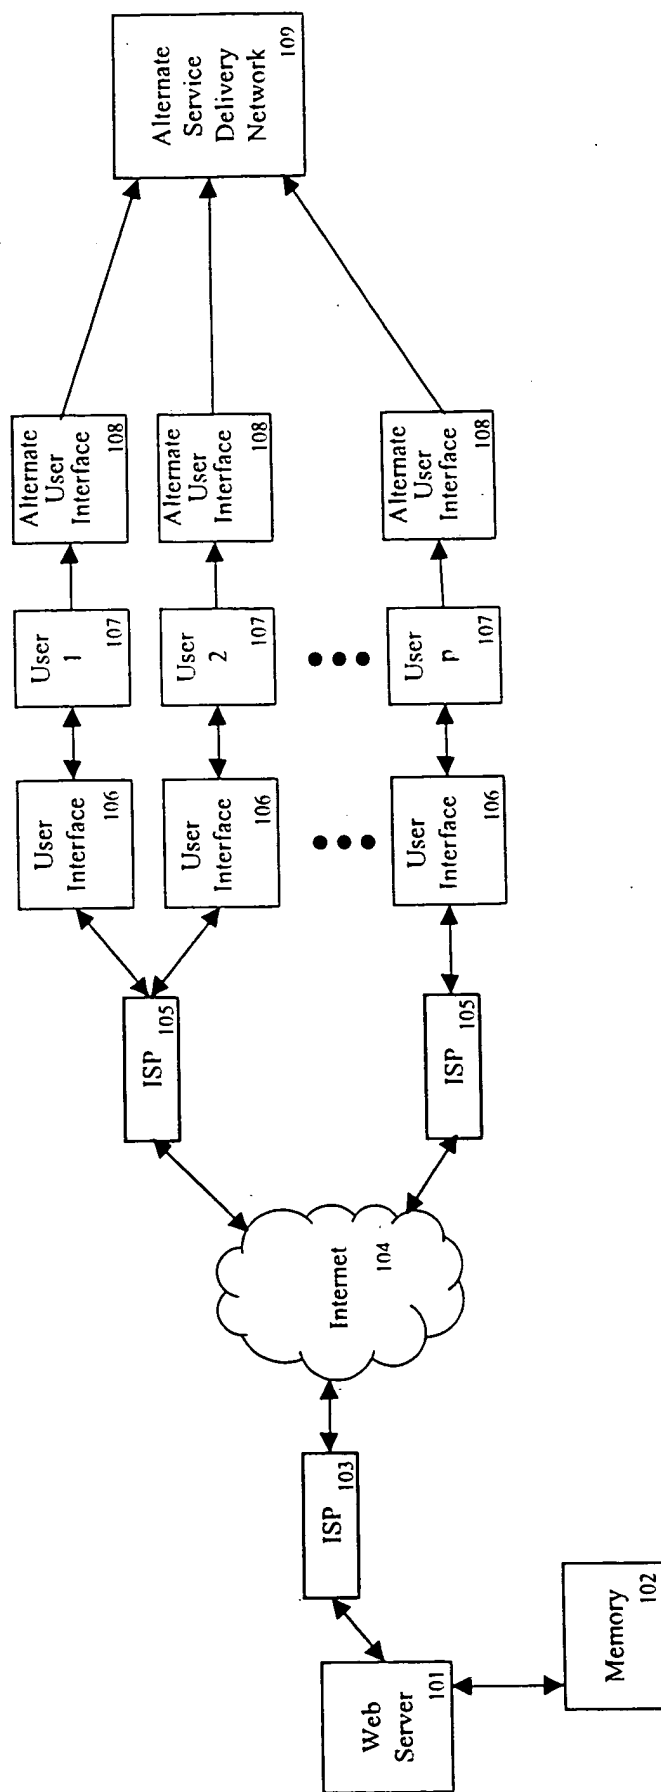 Web
Server
101
Memory
102
ISP
103
Internet
104
ISP
105
ISP
105
User
Interface
106
User
Interface
106
User
Interface
106
User
1
107
User
2
107
User
p
107
Alternate
User
Interface
108
Alternate
User
Interface
108
Alternate
User
Interface
108
Alternate
Service
Delivery
Network
109